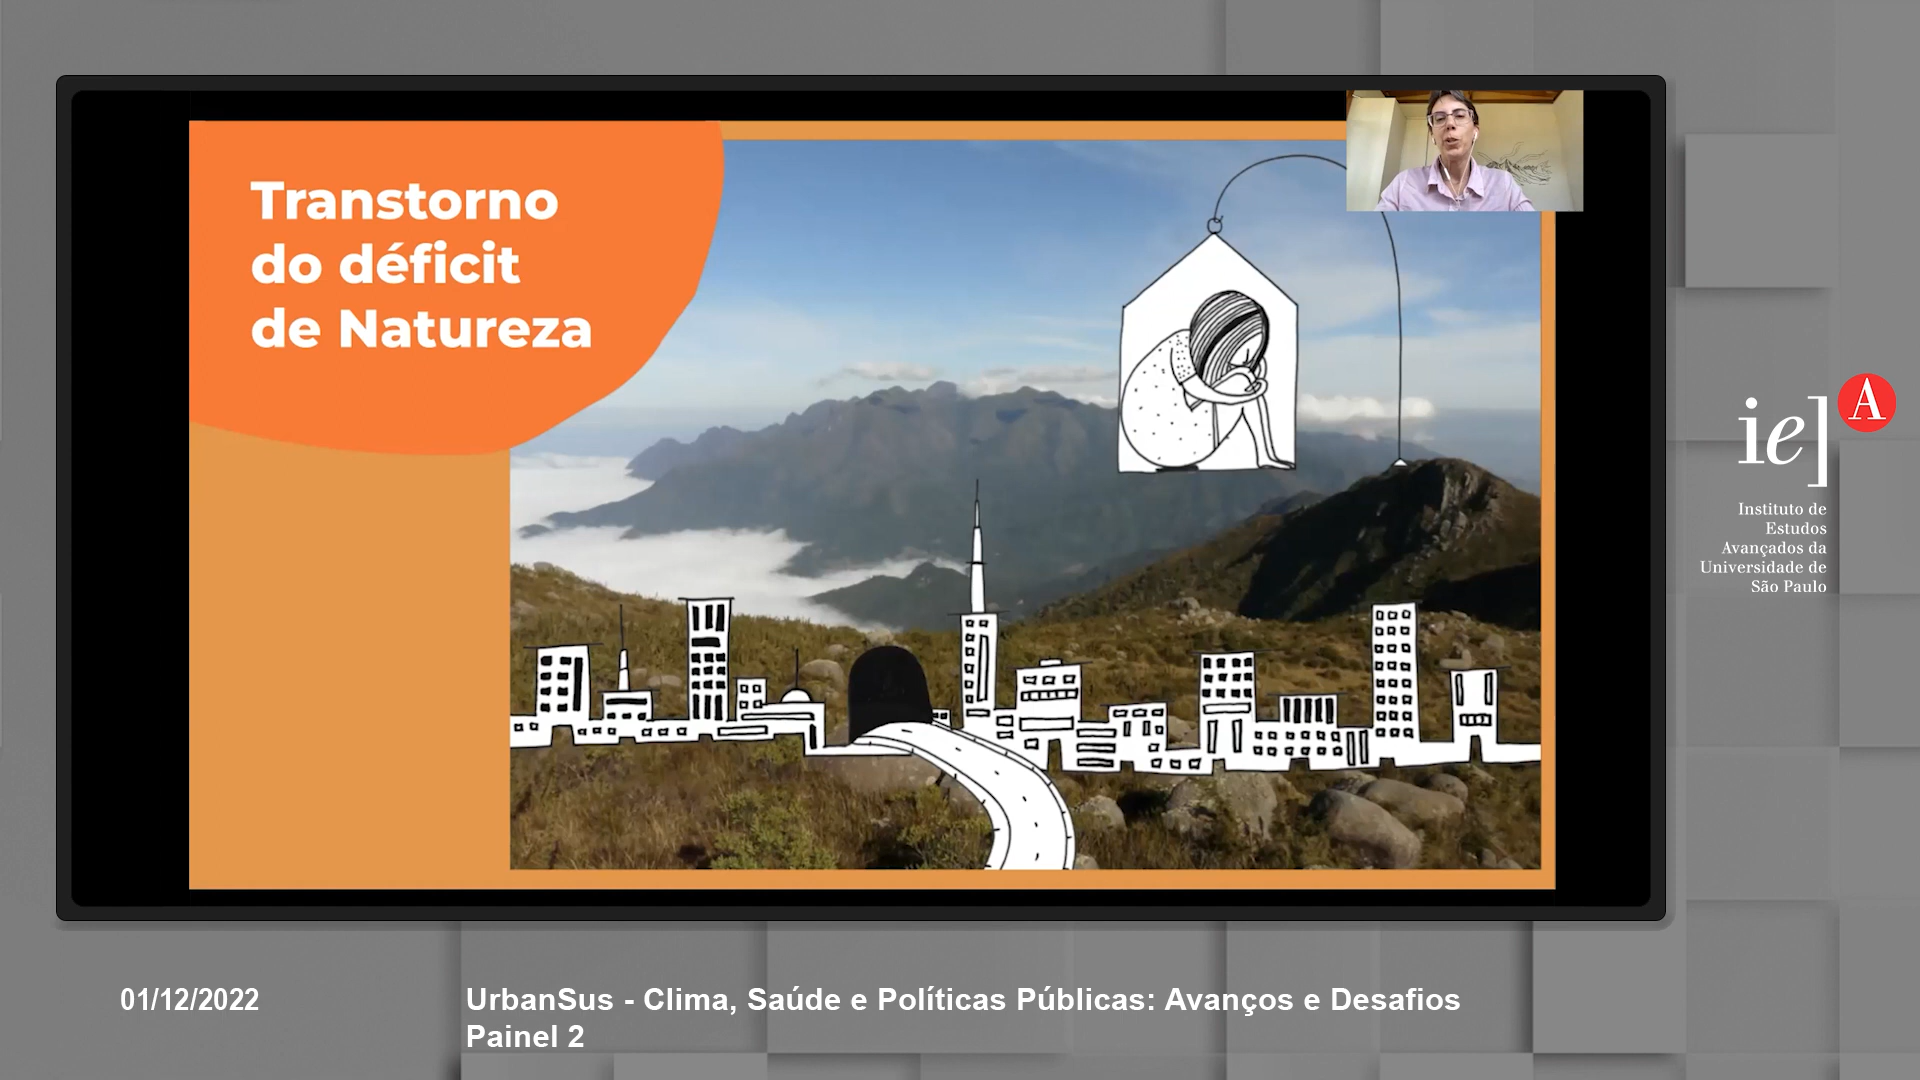 Transtorno
do déficit
de Natureza
iea]
A
Instituto de
Estudos
Avançados da
Universidade de
São Paulo
01/12/2022
UrbanSus - Clima, Saúde e Políticas Públicas: Avanços e Desafios
Painel 2